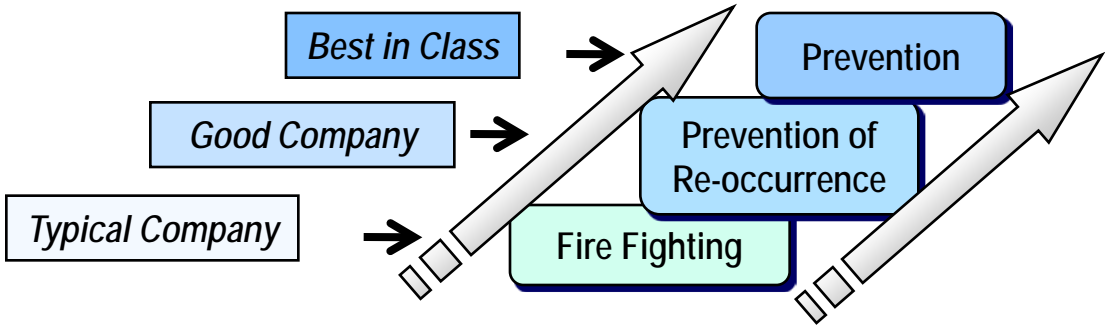 Best in Class
Prevention
Good Company
Prevention of
Re-occurrence
Typical Company
Fire Fighting